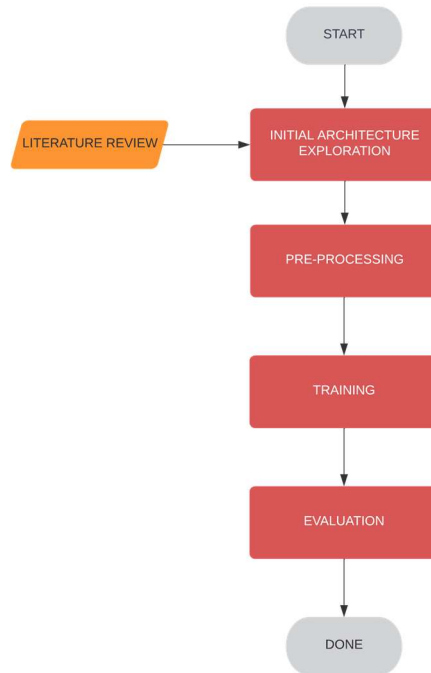 START
LITERATURE REVIEW
INITIAL ARCHITECTURE
EXPLORATION
PRE-PROCESSING
TRAINING
EVALUATION
DONE